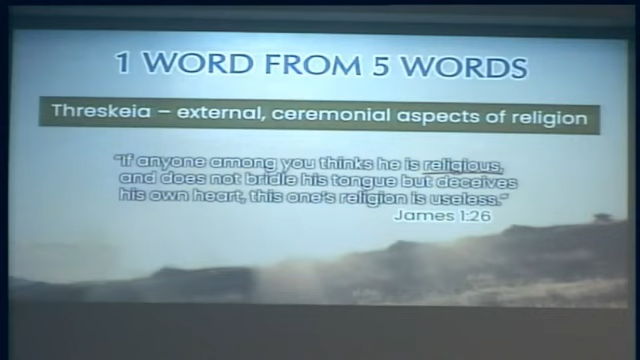 1 WORD FROM 5 WORDS
Threskeia – external, ceremonial aspects of religion
"If anyone among you thinks he is religious,
and does not bridle his tongue but deceives
his own heart, this one's religion is useless."
James 1:26